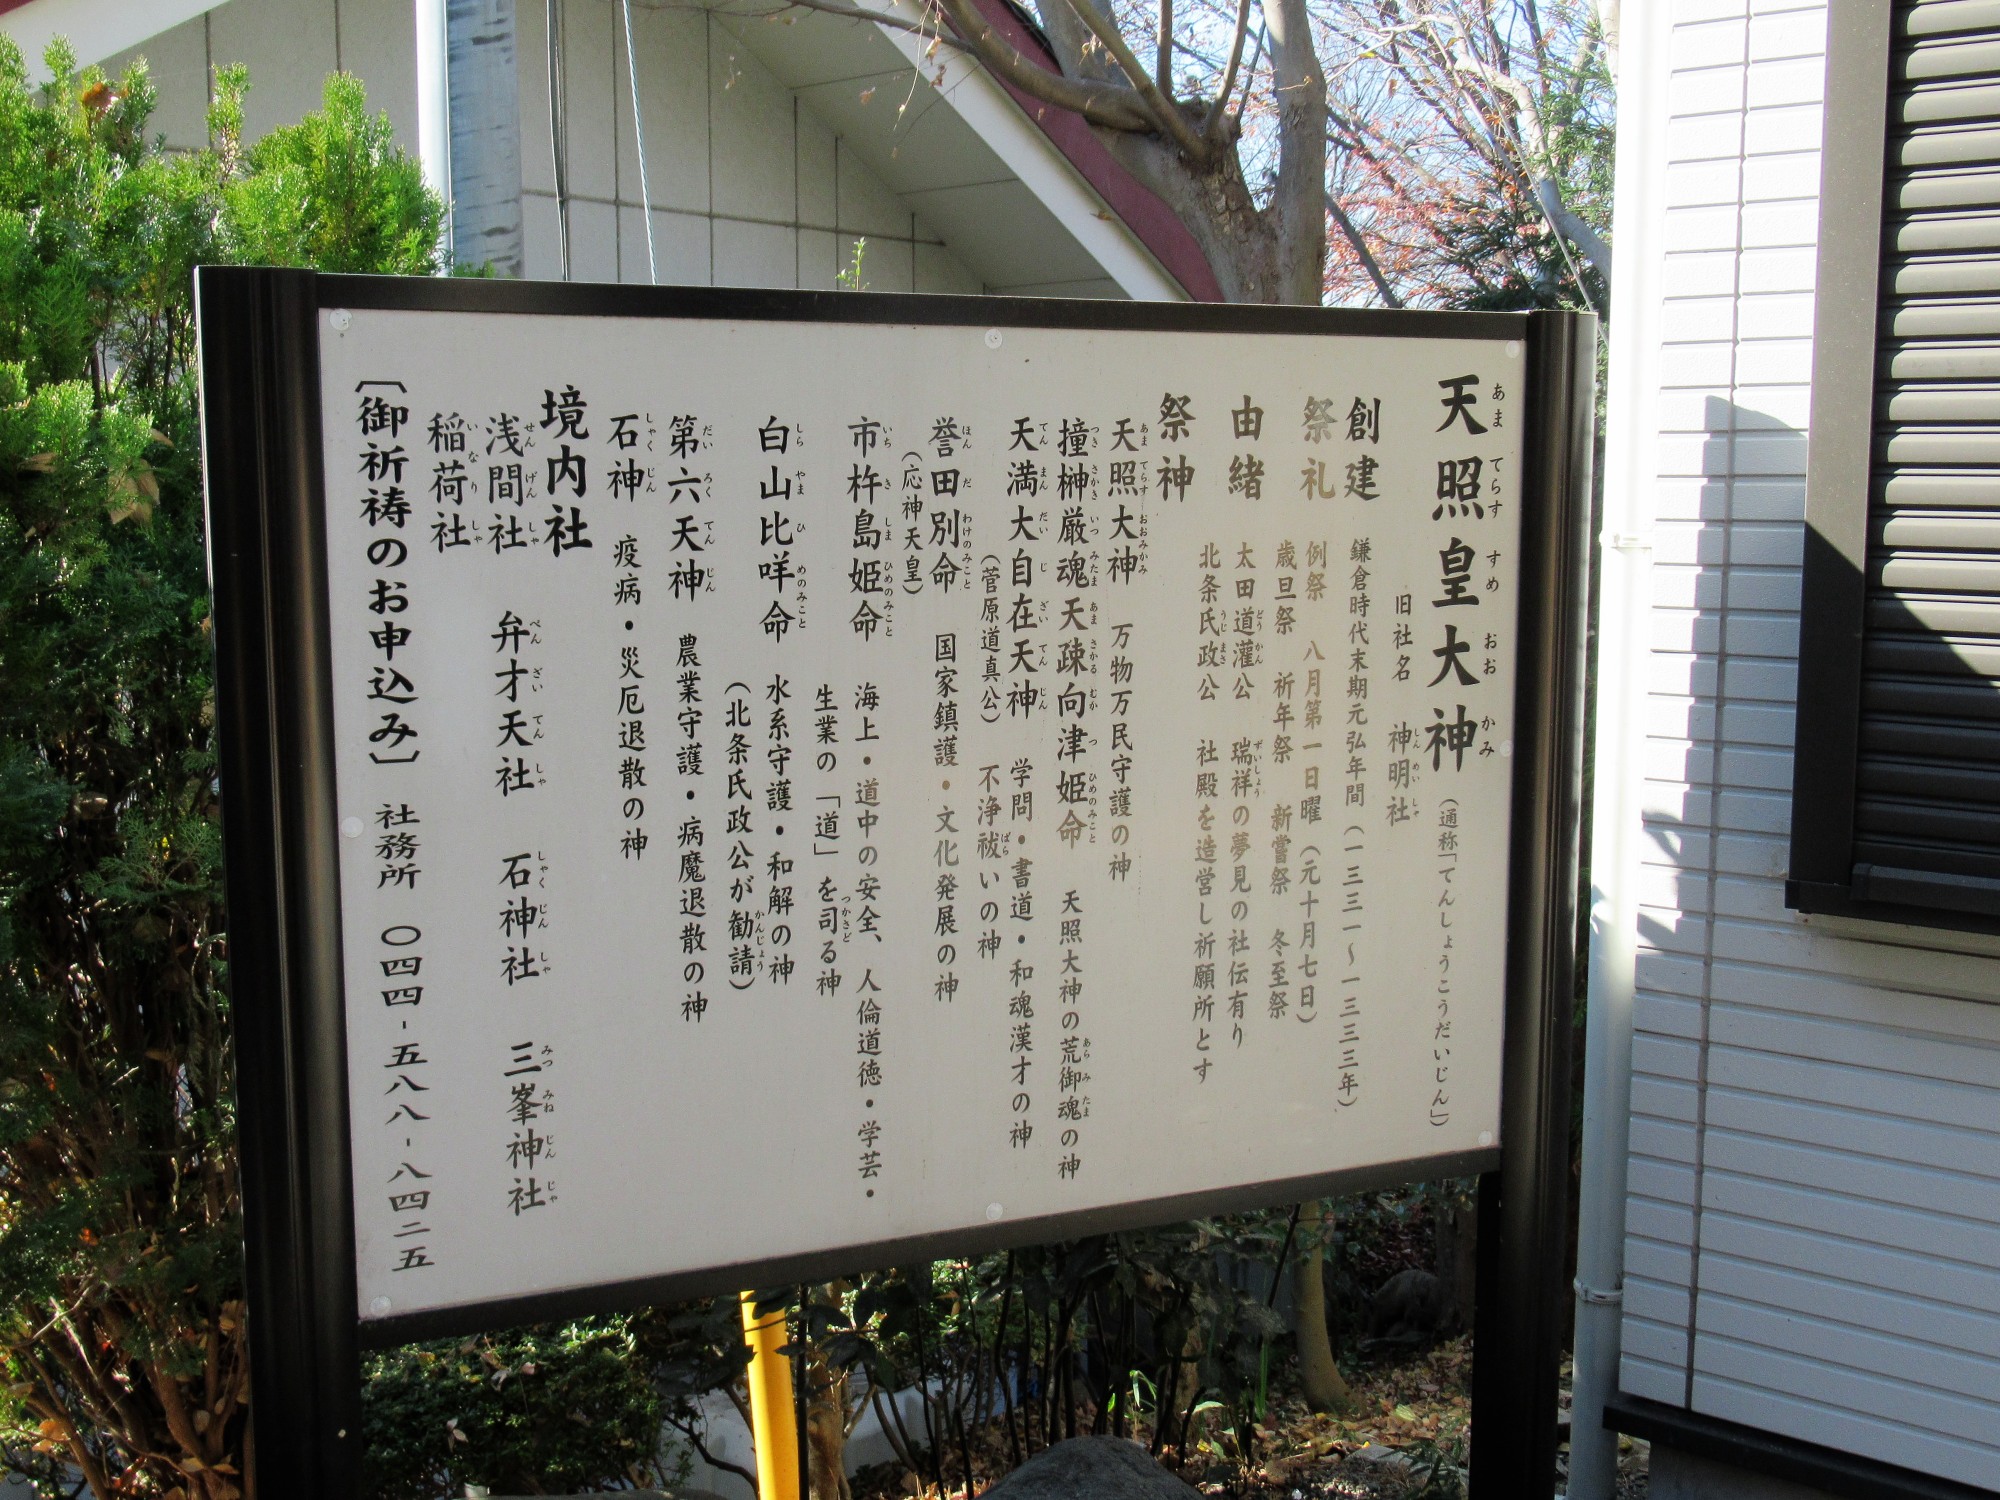 天照皇大神（通称「てんしょうこうだいじん」）
旧社名 神明社
創建 鎌倉時代末期元弘年間（一三三一～一三三三年）
祭礼 例祭 八月第一日曜（元十月七日）
歳旦祭 祈年祭 新嘗祭 冬至祭
由緒 太田道灌公 瑞祥の夢見の社伝有り
北条氏政公 社殿を造営し祈願所とす
祭神
天照大神 万物万民守護の神
撞榊厳魂天疎向津姫命 天照大神の荒御魂の神
天満大自在天神 学問・書道・和魂漢才の神
（菅原道真公） 不浄祓いの神
誉田別命 国家鎮護・文化発展の神
（応神天皇）
市杵島姫命 海上・道中の安全、人倫道徳・学芸・
生業の「道」を司る神
白山比咩命 水系守護・和解の神
（北条氏政公が勧請）
第六天神 農業守護・病魔退散の神
石神 疫病・災厄退散の神
境内社
浅間社 弁才天社 石神社 三峯神社
稲荷社
〔御祈祷のお申込み〕 社務所 〇四四-五八八-八四二五